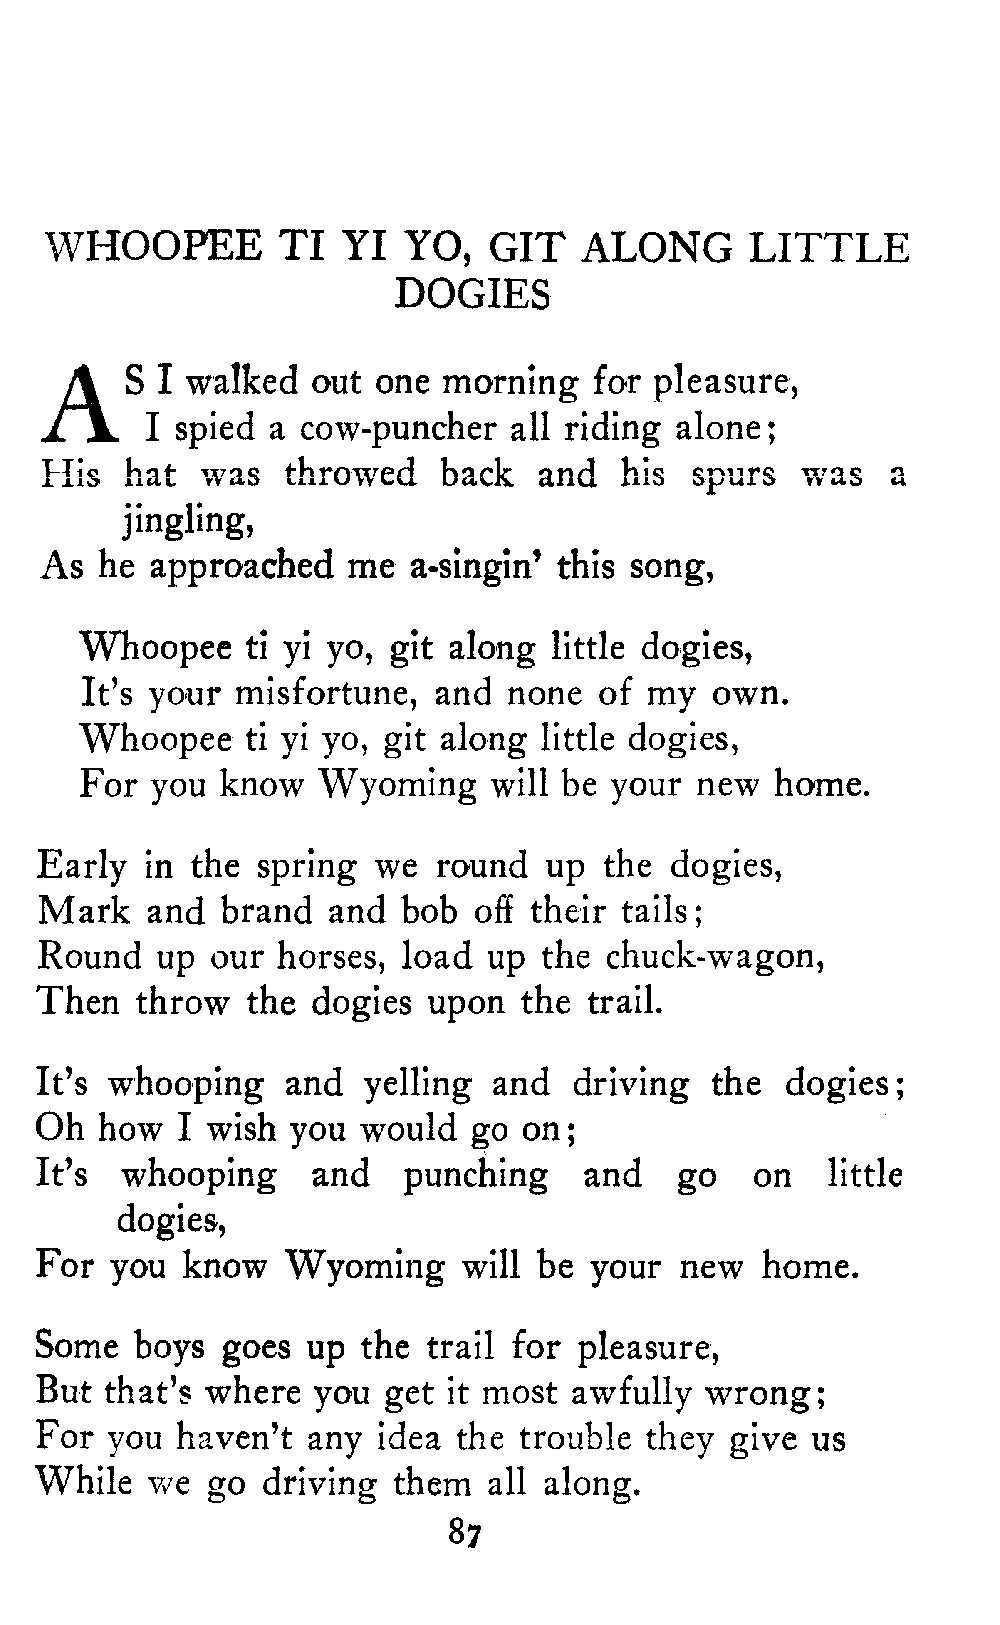 WHOOPEE TI YI YO, GIT ALONG LITTLE
DOGIES
AS I walked out one morning for pleasure,
I spied a cow-puncher all riding alone;
His hat was throwed back and his spurs was a
jingling,
As he approached me a-singin' this song,
Whoopee ti yi yo, git along little dogies,
It's your misfortune, and none of my own.
Whoopee ti yi yo, git along little dogies,
For you know Wyoming will be your new home.
Early in the spring we round up the dogies,
Mark and brand and bob off their tails;
Round up our horses, load up the chuck-wagon,
Then throw the dogies upon the trail.
It's whooping and yelling and driving the dogies;
Oh how I wish you would go on;
It's whooping and punching and go on little
dogies,
For you know Wyoming will be your new home.
Some boys goes up the trail for pleasure,
But that's where you get it most awfully wrong;
For you haven't any idea the trouble they give us
While we go driving them all along.
87